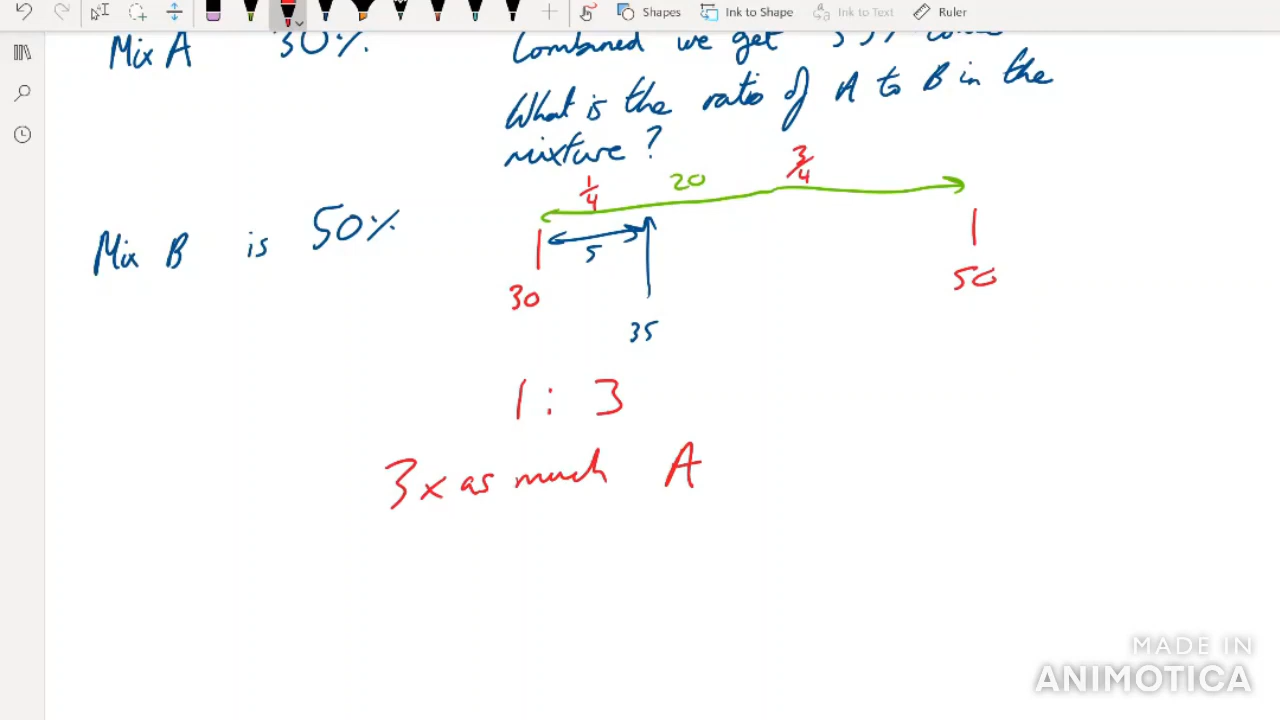 Shapes Ink to Shape Ink to Text Ruler
Mix A 30%.
Combined we get
What is the ratio of A to B in the
mixture?
1/4 20 3/4
Mix B is 50%
5
30 50
35
1: 3
3x as much A
MADE IN
ANIMOTICA